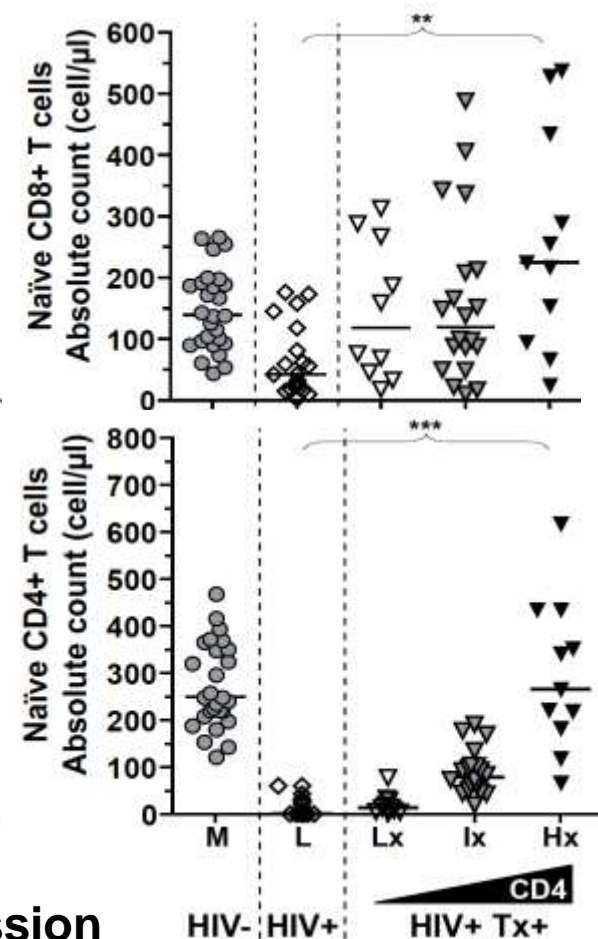 **
600
500
400
300
200
100
0
Naïve CD8+ T cells
Absolute count (cell/µl)
***
800
700
600
500
400
300
200
100
0
Naïve CD4+ T cells
Absolute count (cell/µl)
M L Lx Ix Hx
CD4
ssion HIV- HIV+ HIV+ Tx+